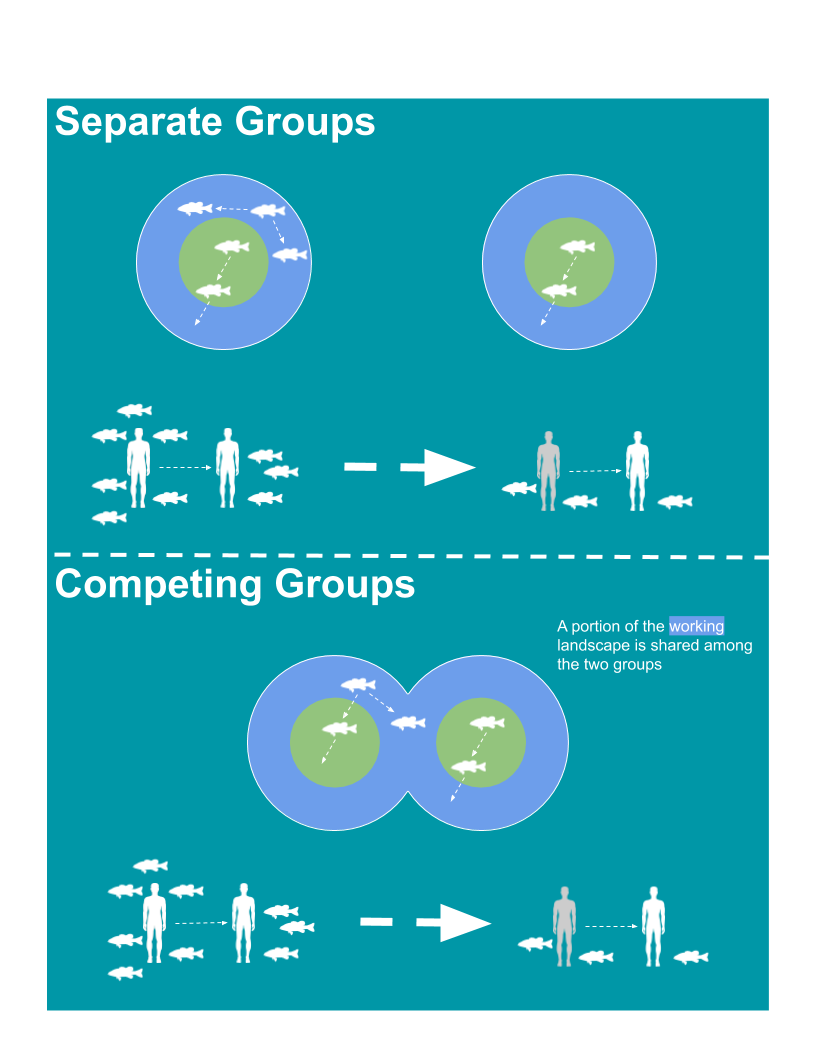 Separate Groups
Competing Groups
A portion of the working
landscape is shared among
the two groups